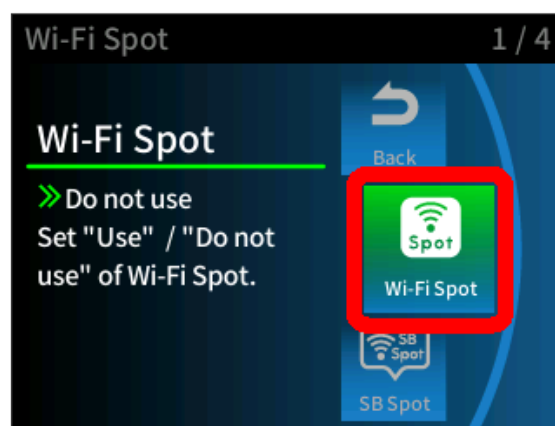 Wi-Fi Spot
1 / 4
Wi-Fi Spot
Do not use
Set "Use" / "Do not
use" of Wi-Fi Spot.
Back
Spot
Wi-Fi Spot
SB
Spot
SB Spot